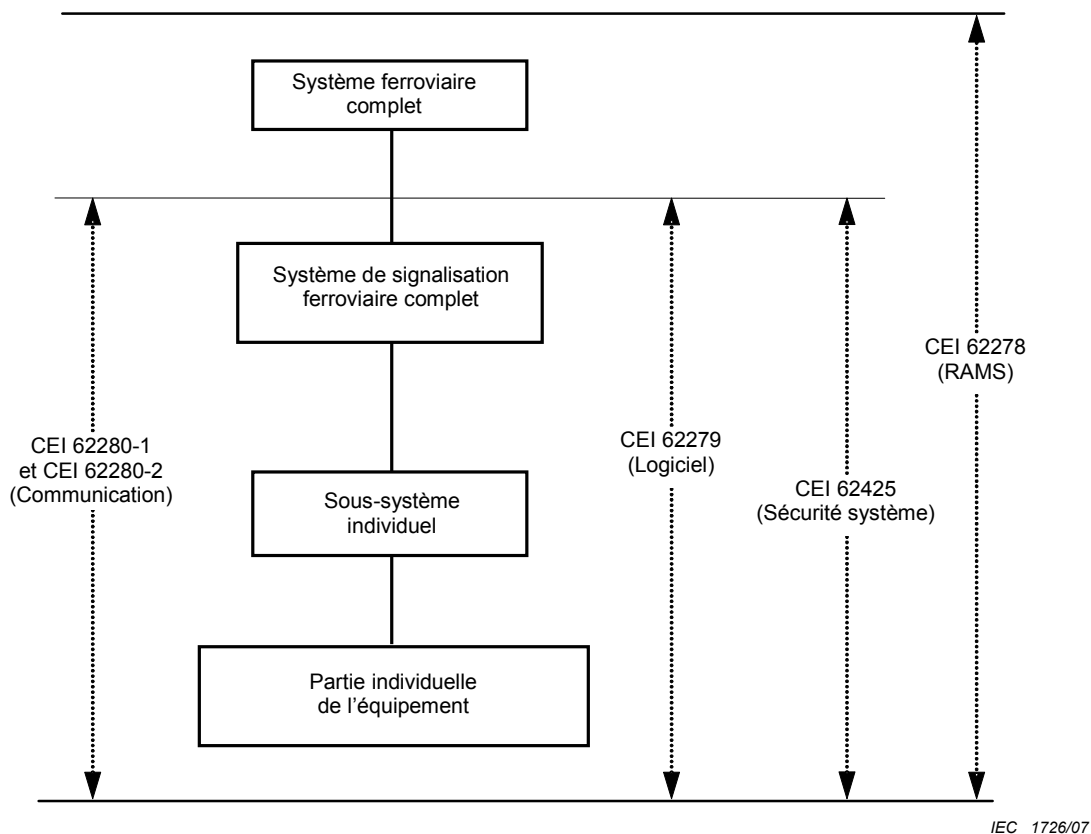 Système ferroviaire
complet
Système de signalisation
ferroviaire complet
CEI 62278
(RAMS)
CEI 62280-1
et CEI 62280-2
(Communication)
CEI 62279
(Logiciel)
CEI 62425
(Sécurité système)
Sous-système
individuel
Partie individuelle
de l’équipement
IEC 1726/07